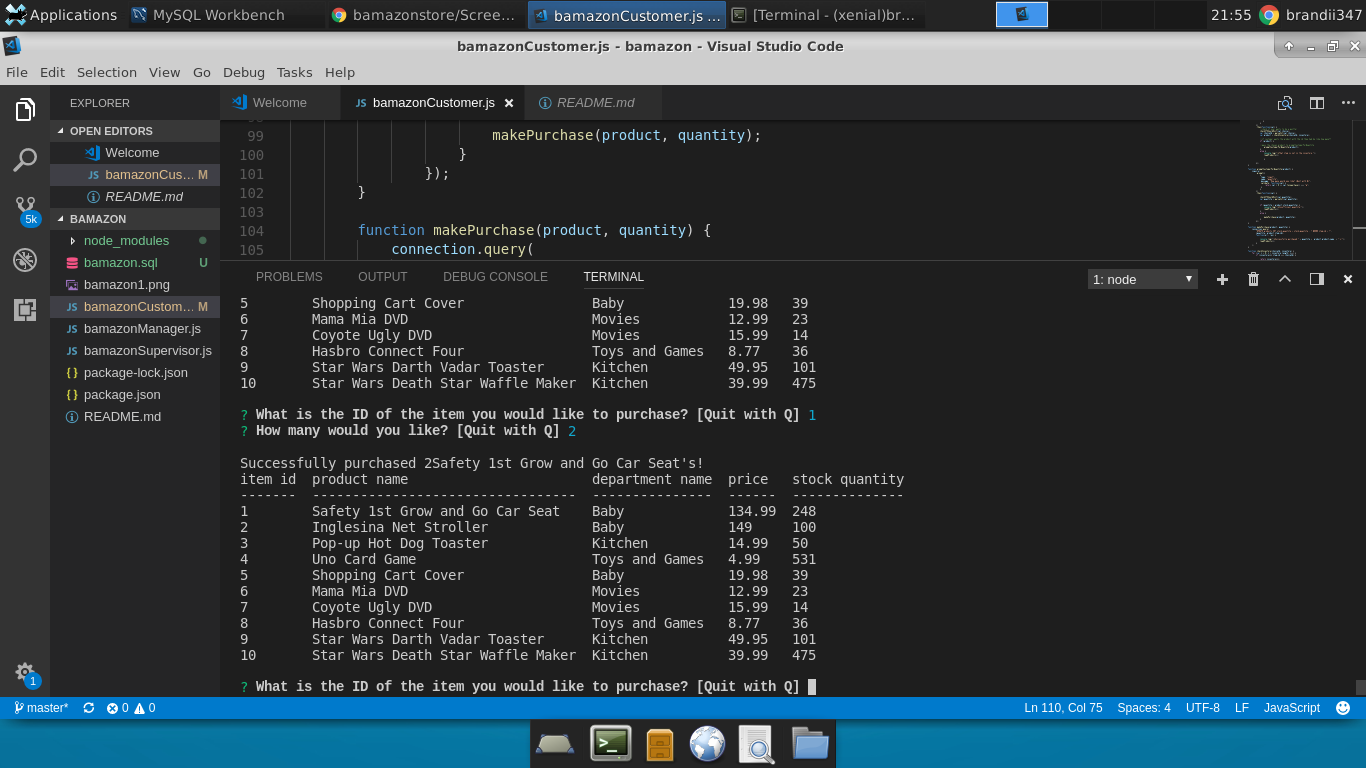 Applications MySQL Workbench bamazonstore/Scree... bamazonCustomer.js ... [Terminal - (xenial)br... 21:55 brandii347
bamazonCustomer.js - bamazon - Visual Studio Code
File Edit Selection View Go Debug Tasks Help
EXPLORER
OPEN EDITORS
Welcome
JS bamazonCus... M
README.md
5k
BAMAZON
node_modules
bamazon.sql U
bamazon1.png
JS bamazonCustom... M
JS bamazonManager.js
JS bamazonSupervisor.js
{} package-lock.json
{} package.json
README.md
1
Welcome JS bamazonCustomer.js × README.md
99 makePurchase(product, quantity);
100 }
101 });
102 }
103
104 function makePurchase(product, quantity) {
105 connection.query(
PROBLEMS OUTPUT DEBUG CONSOLE TERMINAL 1: node
5 Shopping Cart Cover Baby 19.98 39
6 Mama Mia DVD Movies 12.99 23
7 Coyote Ugly DVD Movies 15.99 14
8 Hasbro Connect Four Toys and Games 8.77 36
9 Star Wars Darth Vadar Toaster Kitchen 49.95 101
10 Star Wars Death Star Waffle Maker Kitchen 39.99 475
? What is the ID of the item you would like to purchase? [Quit with Q] 1
? How many would you like? [Quit with Q] 2
Successfully purchased 2Safety 1st Grow and Go Car Seat's!
item id product name department name price stock quantity
------- --------------------------------- --------------- ------ --------------
1 Safety 1st Grow and Go Car Seat Baby 134.99 248
2 Inglesina Net Stroller Baby 149 100
3 Pop-up Hot Dog Toaster Kitchen 14.99 50
4 Uno Card Game Toys and Games 4.99 531
5 Shopping Cart Cover Baby 19.98 39
6 Mama Mia DVD Movies 12.99 23
7 Coyote Ugly DVD Movies 15.99 14
8 Hasbro Connect Four Toys and Games 8.77 36
9 Star Wars Darth Vadar Toaster Kitchen 49.95 101
10 Star Wars Death Star Waffle Maker Kitchen 39.99 475
? What is the ID of the item you would like to purchase? [Quit with Q]
master* 0 0 Ln 110, Col 75 Spaces: 4 UTF-8 LF JavaScript